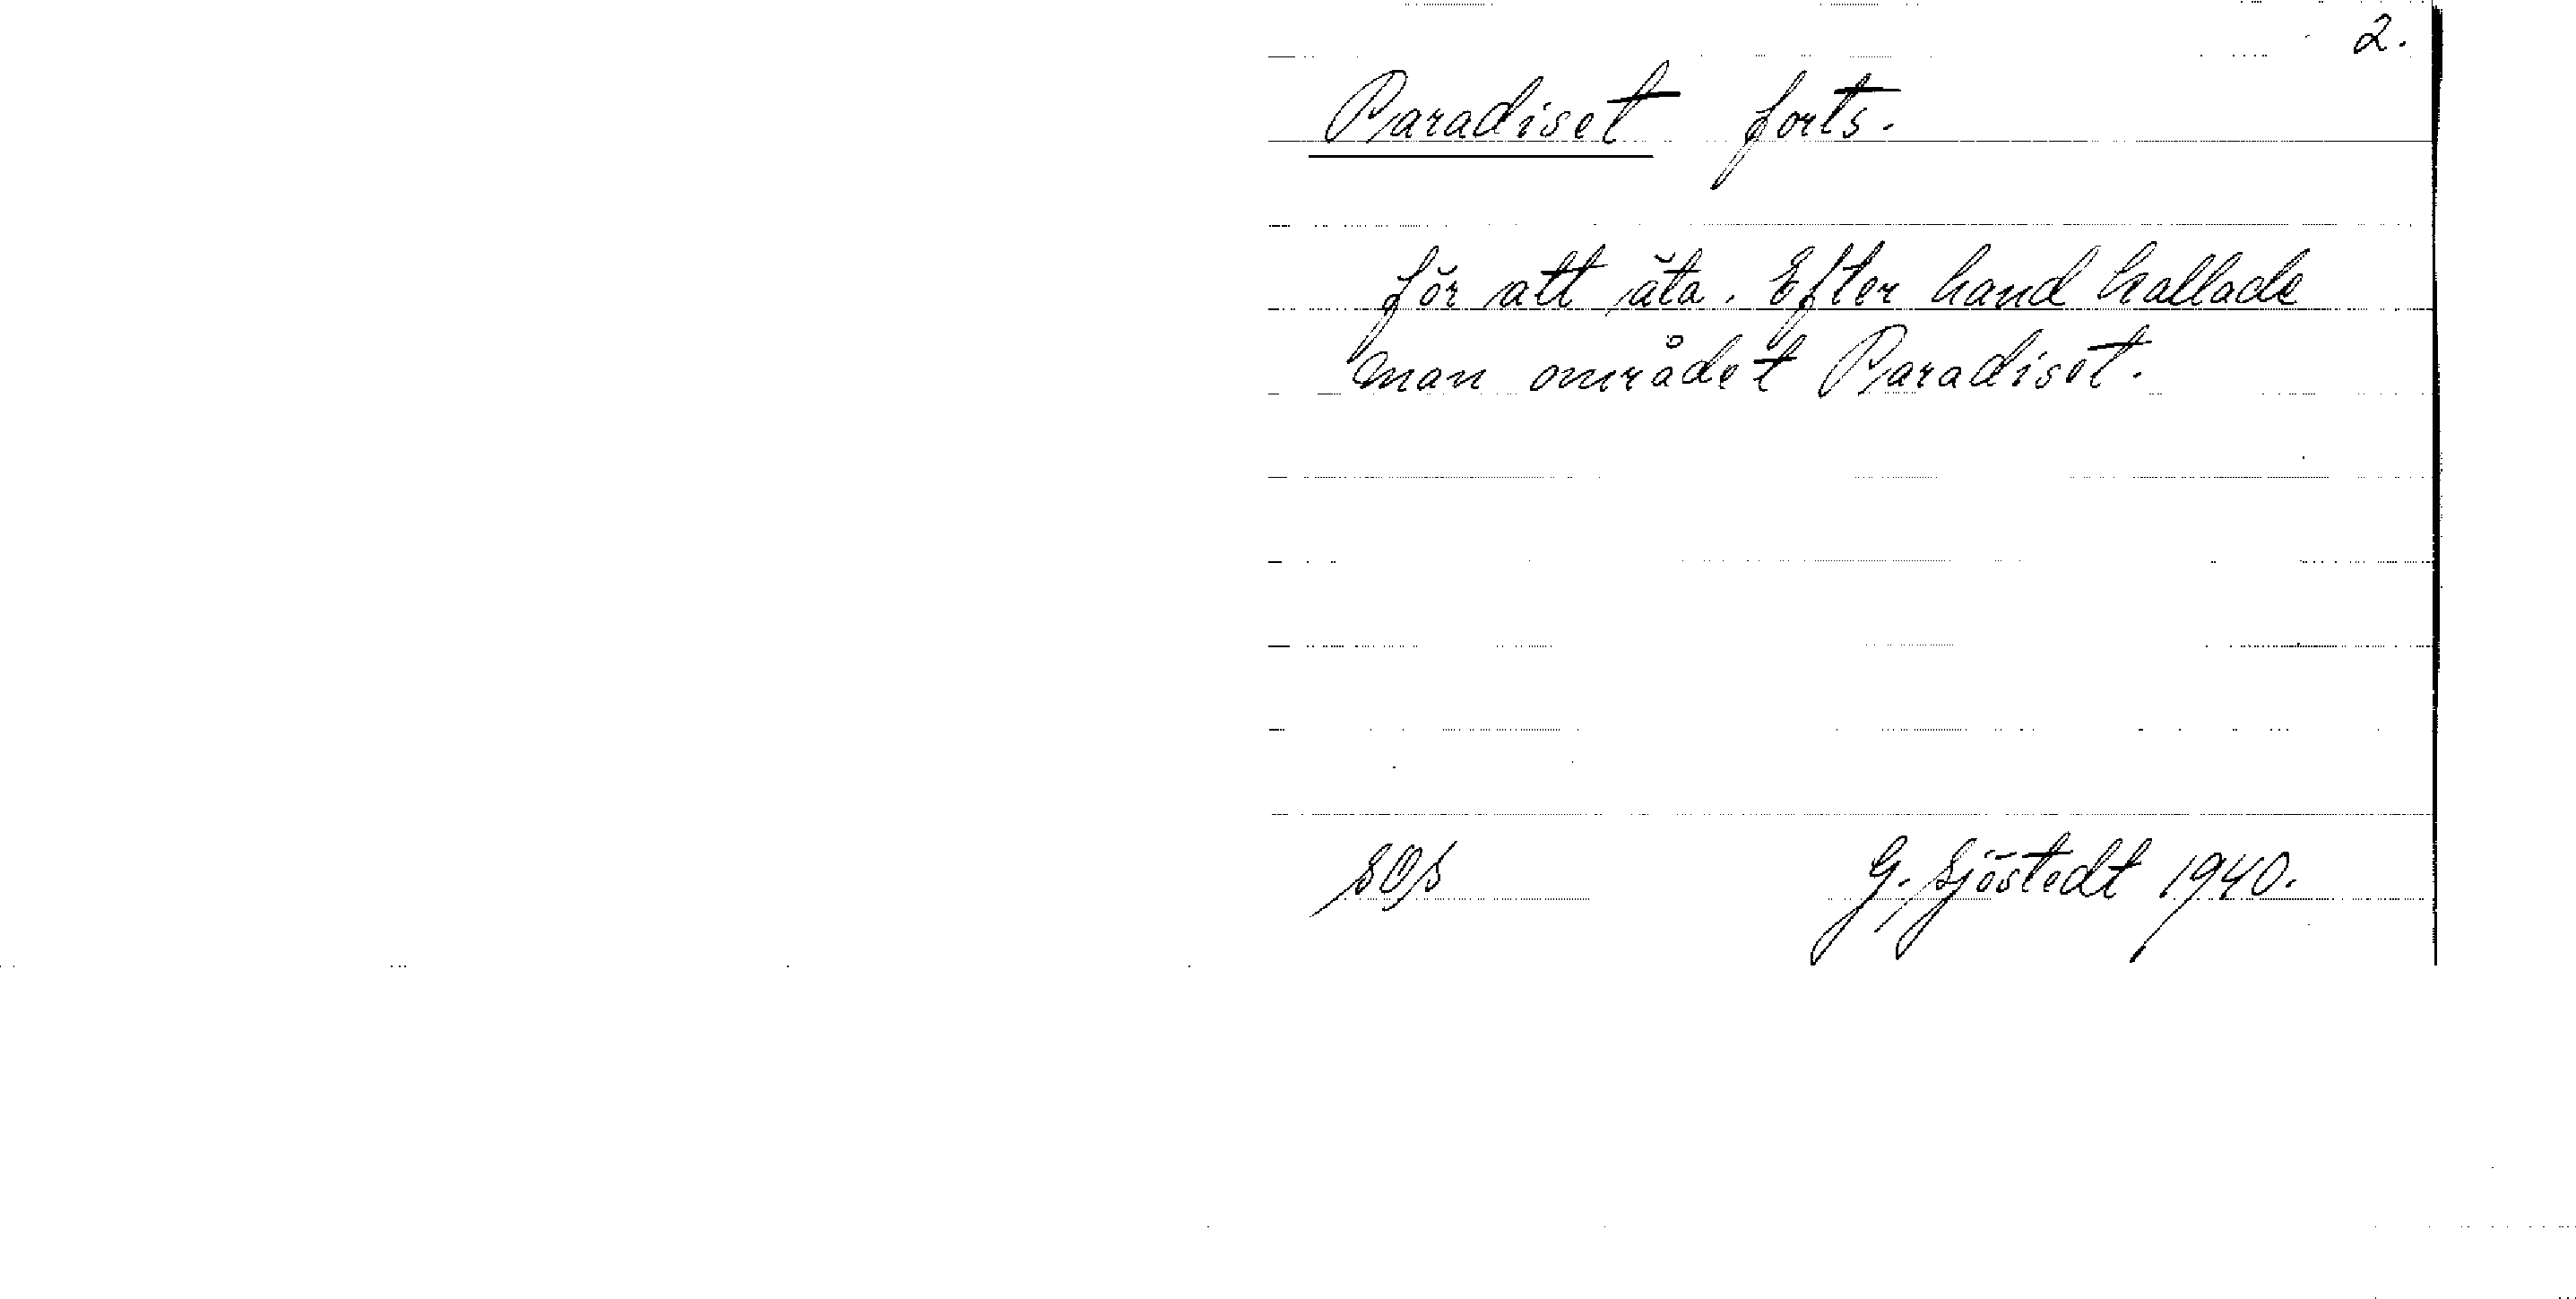 2.
Paradiset forts.
för att äta. Efter hand kallade
man området Paradiset.
SOS G. Sjöstedt 1940.